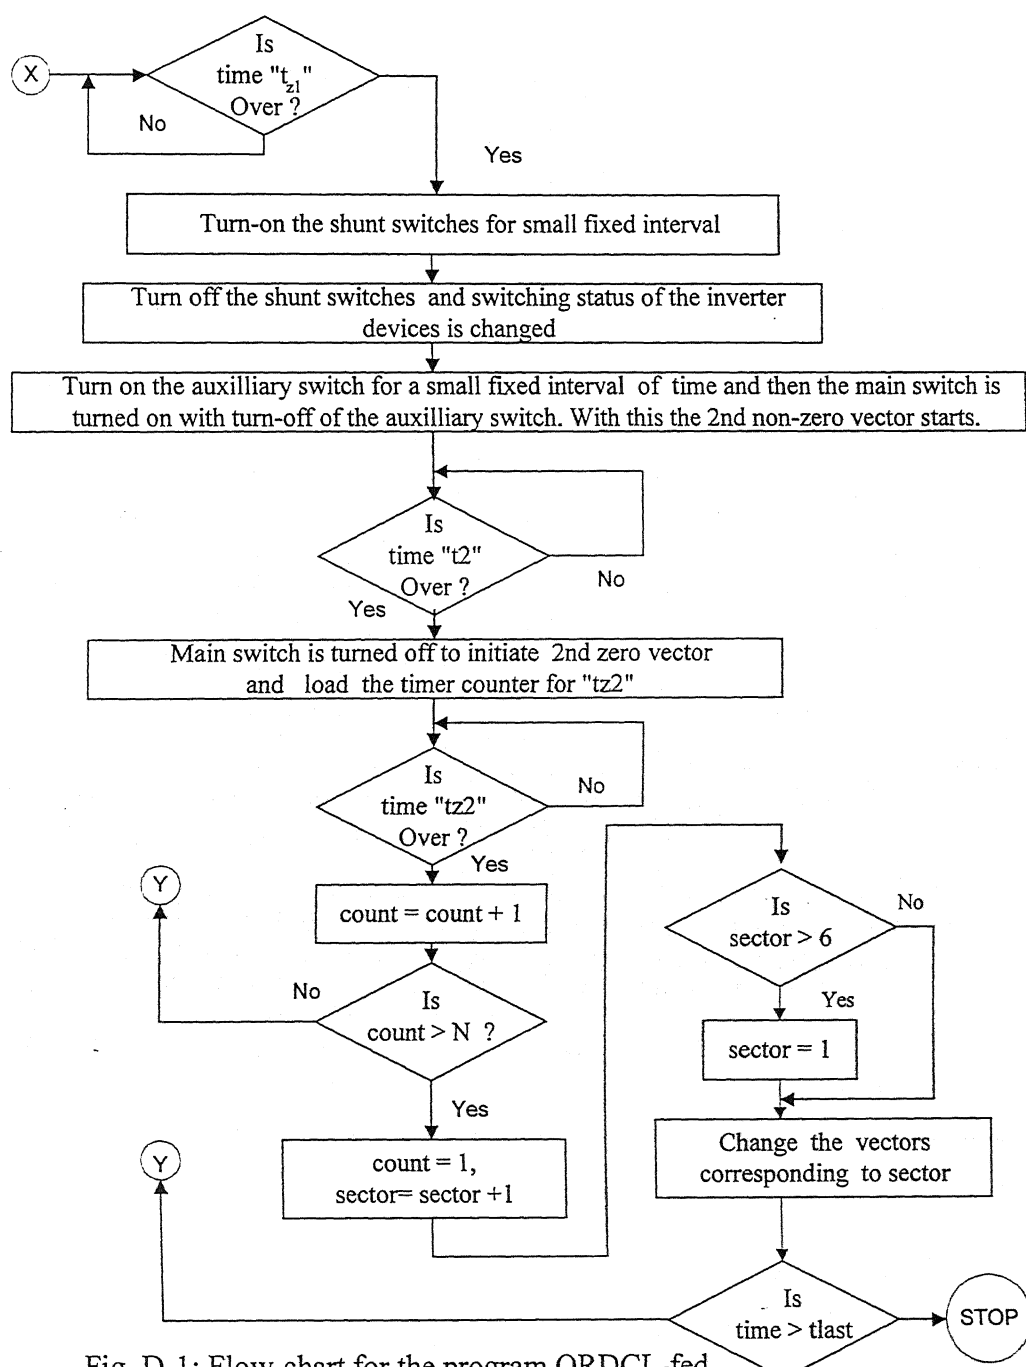 Is
X
time "tz1"
Over ?
No
Yes
Turn-on the shunt switches for small fixed interval
Turn off the shunt switches and switching status of the inverter
devices is changed
Turn on the auxilliary switch for a small fixed interval of time and then the main switch is
turned on with turn-off of the auxilliary switch. With this the 2nd non-zero vector starts.
Is
time "t2"
Over ?
No
Yes
Main switch is turned off to initiate 2nd zero vector
and load the timer counter for "tz2"
Is
time "tz2"
Over ?
No
Yes
Y
count = count + 1
Is
count > N ?
No
Yes
Y
count = 1,
sector= sector +1
Is
sector > 6
No
Yes
sector = 1
Change the vectors
corresponding to sector
Is
time > tlast
STOP
Fig. D.1: Flow-chart for the program QRDCL-fed